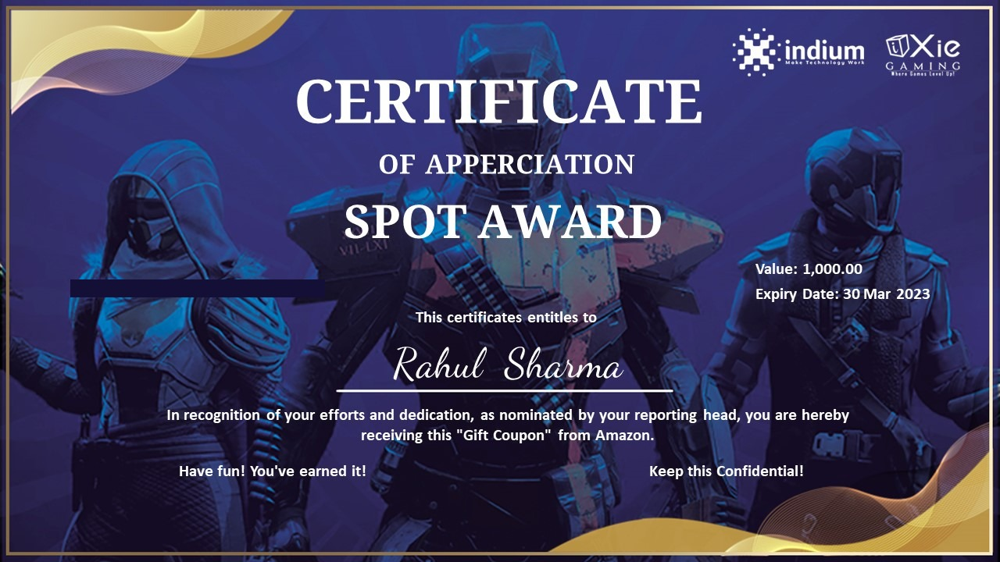 indium
Make Technology Work
iXie
GAMING
Where Games Level Up!
CERTIFICATE
OF APPERCIATION
SPOT AWARD
VII-LXI
Value: 1,000.00
Expiry Date: 30 Mar 2023
This certificates entitles to
Rahul Sharma
In recognition of your efforts and dedication, as nominated by your reporting head, you are hereby
receiving this "Gift Coupon" from Amazon.
Have fun! You've earned it!
Keep this Confidential!